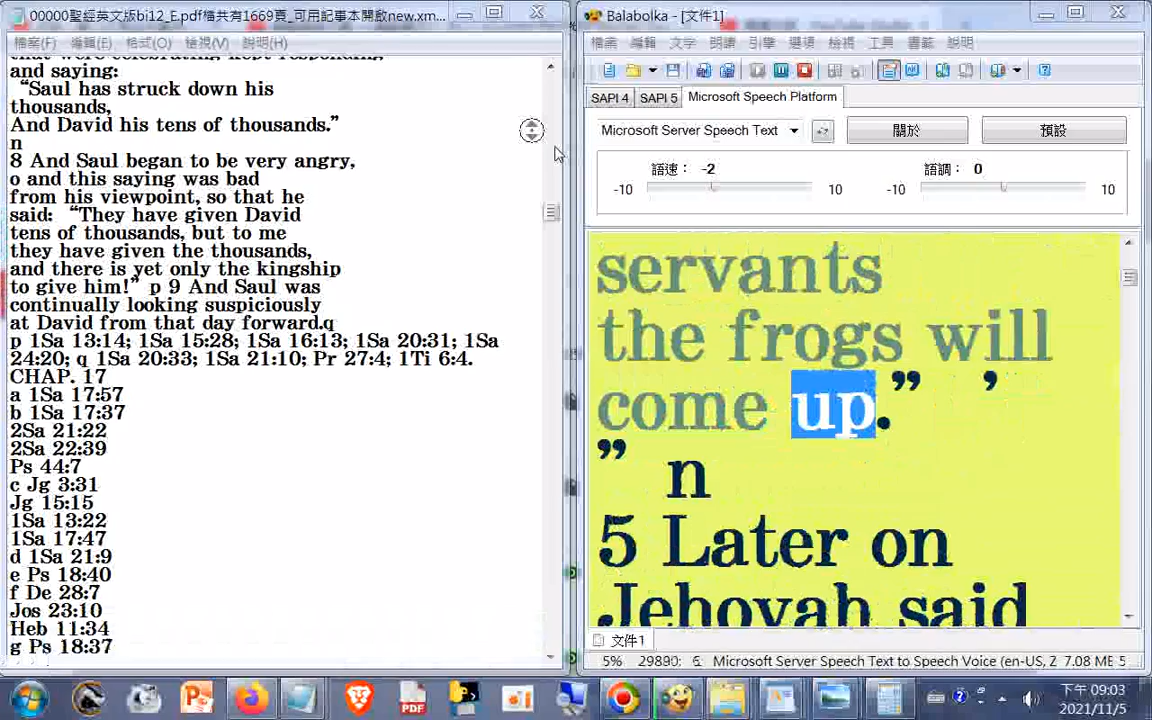 00000聖經英文版bi12_E.pdf檔共有1669頁_可用記事本開啟new.xm...
檔案(F) 編輯(E) 格式(O) 檢視(V) 說明(H)
that were celebrating kept responding
and saying:
“Saul has struck down his
thousands,
And David his tens of thousands.”
n
8 And Saul began to be very angry,
o and this saying was bad
from his viewpoint, so that he
said: “They have given David
tens of thousands, but to me
they have given the thousands,
and there is yet only the kingship
to give him!” p 9 And Saul was
continually looking suspiciously
at David from that day forward.q
p 1Sa 13:14; 1Sa 15:28; 1Sa 16:13; 1Sa 20:31; 1Sa
24:20; q 1Sa 20:33; 1Sa 21:10; Pr 27:4; 1Ti 6:4.
CHAP. 17
a 1Sa 17:57
b 1Sa 17:37
2Sa 21:22
2Sa 22:39
Ps 44:7
c Jg 3:31
Jg 15:15
1Sa 13:22
1Sa 17:47
d 1Sa 21:9
e Ps 18:40
f De 28:7
Jos 23:10
Heb 11:34
g Ps 18:37
Balabolka - [文件1]
檔案 編輯 文字 朗讀 引擎 選項 檢視 工具 書籤 說明
SAPI 4 SAPI 5 Microsoft Speech Platform
Microsoft Server Speech Text 關於 預設
語速: -2 語調: 0
-10 10 -10 10
servants
the frogs will
come up.” ’
” n
5 Later on
Jehovah said
文件1
5% 29890: 6 Microsoft Server Speech Text to Speech Voice (en-US, Z 7.08 MB 5
PDF
下午 09:03
2021/11/5